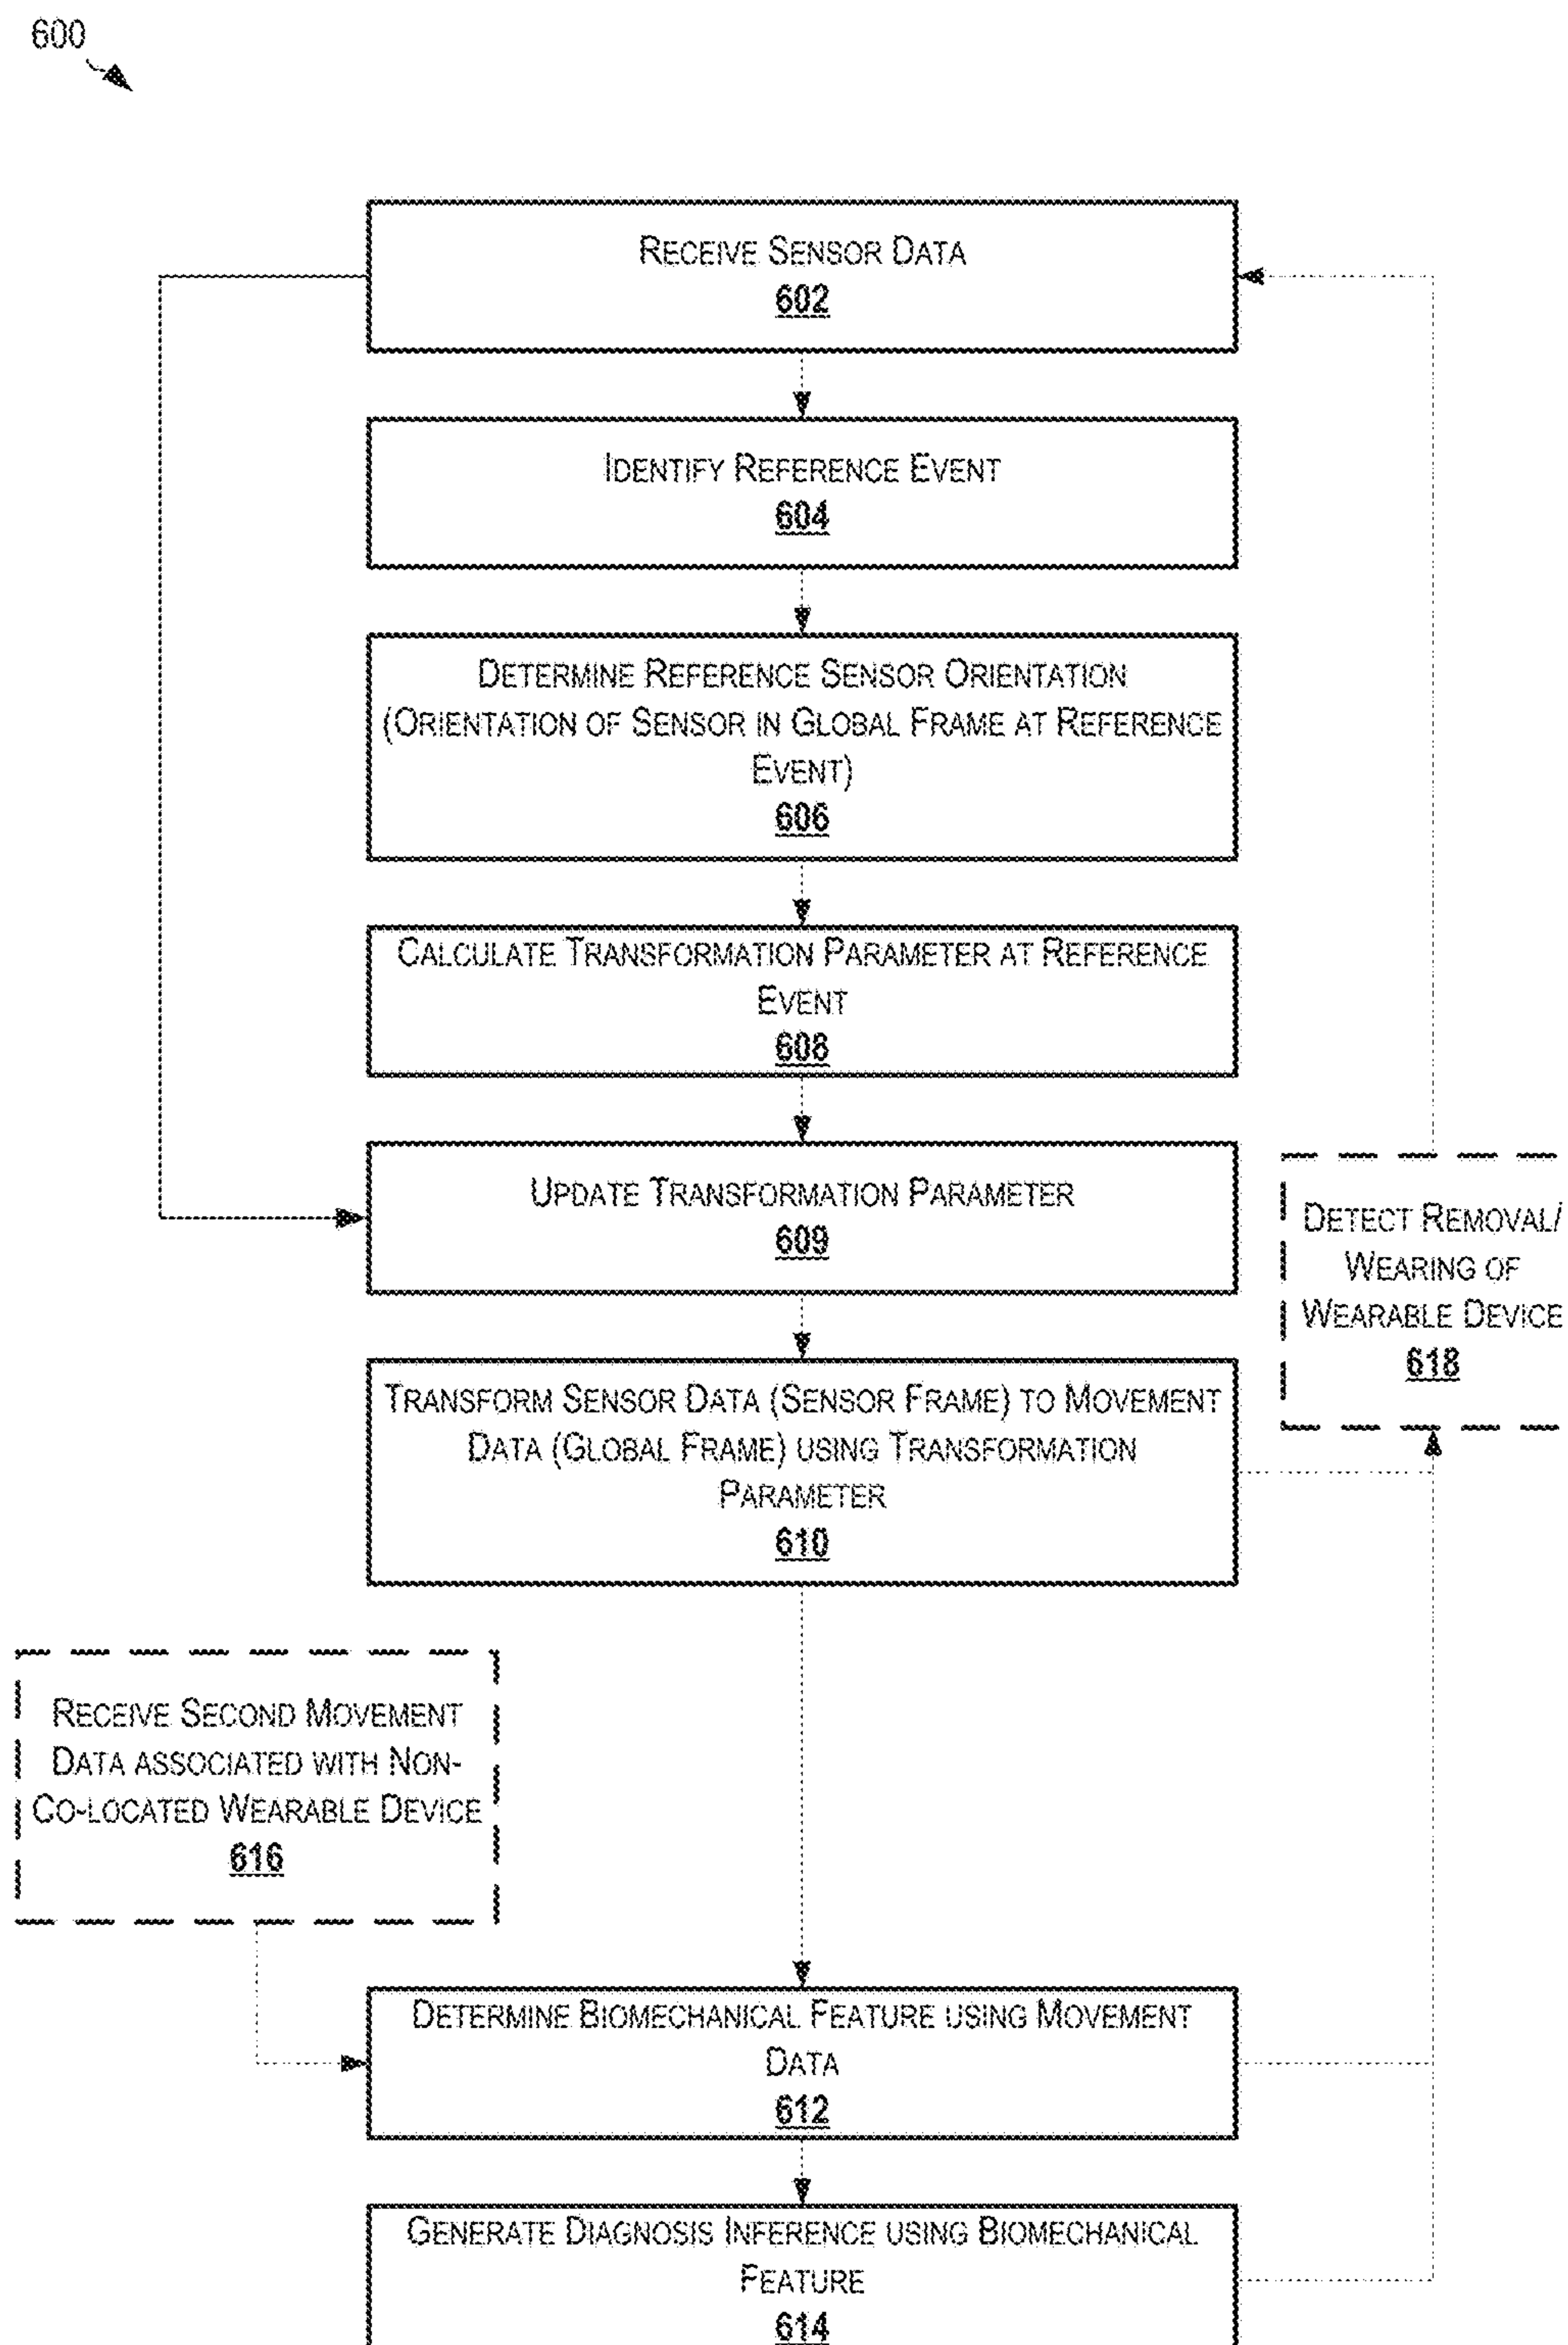 600
RECEIVE SENSOR DATA
602
IDENTIFY REFERENCE EVENT
604
DETERMINE REFERENCE SENSOR ORIENTATION
(ORIENTATION OF SENSOR IN GLOBAL FRAME AT REFERENCE
EVENT)
606
CALCULATE TRANSFORMATION PARAMETER AT REFERENCE
EVENT
608
UPDATE TRANSFORMATION PARAMETER
609
DETECT REMOVAL/
WEARING OF
WEARABLE DEVICE
618
TRANSFORM SENSOR DATA (SENSOR FRAME) TO MOVEMENT
DATA (GLOBAL FRAME) USING TRANSFORMATION
PARAMETER
610
RECEIVE SECOND MOVEMENT
DATA ASSOCIATED WITH NON-
CO-LOCATED WEARABLE DEVICE
616
DETERMINE BIOMECHANICAL FEATURE USING MOVEMENT
DATA
612
GENERATE DIAGNOSIS INFERENCE USING BIOMECHANICAL
FEATURE
614